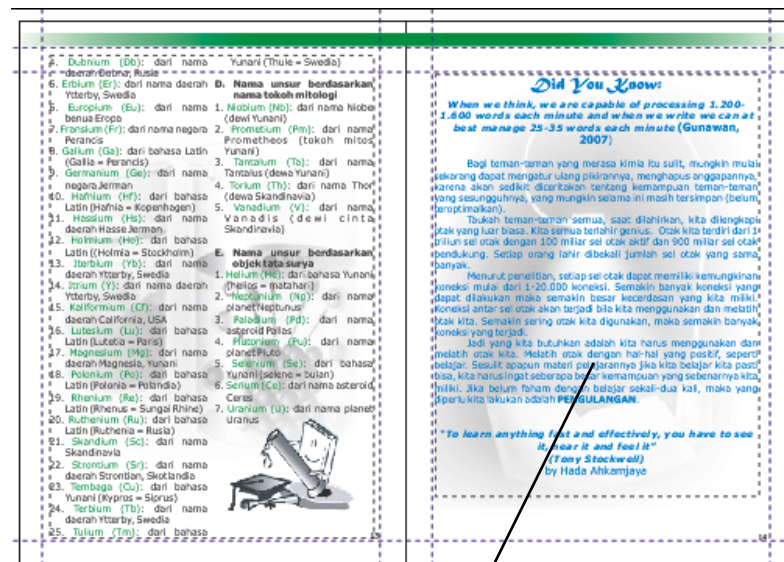 4. Dubnium (Db): dari nama
daerah Dubna, Rusia
6. Erbium (Er): dari nama daerah
Ytterby, Swedia
5. Europium (Eu): dari nama
benua Eropa
7. Fransium (Fr): dari nama negara
Perancis
8. Galium (Ga): dari bahasa Latin
(Gallia = Perancis)
9. Germanium (Ge): dari nama
negara Jerman
10. Hafnium (Hf): dari bahasa
Latin (Hafnia = Kopenhagen)
11. Hassium (Hs): dari nama
daerah Hasse Jerman
12. Holmium (Ho): dari bahasa
Latin ((Holmia = Stockholm)
13. Iterbium (Yb): dari nama
daerah Ytterby, Swedia
14. Itrium (Y): dari nama daerah
Ytterby, Swedia
15. Kalifornium (Cf): dari nama
daerah California, USA
16. Lutesium (Lu): dari bahasa
Latin (Lutetia = Paris)
17. Magnesium (Mg): dari nama
daerah Magnesia, Yunani
18. Polonium (Po): dari bahasa
Latin (Polonia = Polandia)
19. Rhenium (Re): dari bahasa
Latin (Rhenus = Sungai Rhine)
20. Ruthenium (Ru): dari bahasa
Latin (Ruthenia = Rusia)
21. Skandium (Sc): dari nama
Skandinavia
22. Strontium (Sr): dari nama
daerah Strontian, Skotlandia
23. Tembaga (Cu): dari bahasa
Yunani (Kypros = Siprus)
24. Terbium (Tb): dari nama
daerah Ytterby, Swedia
25. Tulium (Tm): dari bahasa
Yunani (Thule = Swedia)
D. Nama unsur berdasarkan
nama tokoh mitologi
1. Niobium (Nb): dari nama Niobe
(dewi Yunani)
2. Prometium (Pm): dari nama
Prometheos (tokoh mitos
Yunani)
3. Tantalum (Ta): dari nama
Tantalus (dewa Yunani)
4. Torium (Th): dari nama Thor
(dewa Skandinavia)
5. Vanadium (V): dari nama
Vanadis (dewi cinta
Skandinavia)
E. Nama unsur berdasarkan
objek tata surya
1. Helium (He): dari bahasa Yunani
(helios = matahari)
2. Neptunium (Np): dari nama
planet Neptunus
3. Paladium (Pd): dari nama
asteroid Pallas
4. Plutonium (Pu): dari nama
planet Pluto
5. Selenium (Se): dari bahasa
Yunani (selene = bulan)
6. Serium (Ce): dari nama asteroid
Ceres
7. Uranium (U): dari nama planet
Uranus
13
Did You Know:
When we think, we are capable of processing 1.200-
1.600 words each minute and when we write we can at
best manage 25-35 words each minute (Gunawan,
2007)
Bagi teman-teman yang merasa kimia itu sulit, mungkin mulai
sekarang dapat mengatur ulang pikirannya, menghapus anggapannya,
karena akan sedikit diceritakan tentang kemampuan teman-teman
yang sesungguhnya, yang mungkin selama ini masih tersimpan (belum
teroptimalkan).
Taukah teman-teman semua, saat dilahirkan, kita dilengkapi
otak yang luar biasa. Kita semua terlahir genius. Otak kita terdiri dari 1
triliun sel otak dengan 100 miliar sel otak aktif dan 900 miliar sel otak
pendukung. Setiap orang lahir dibekali jumlah sel otak yang sama
banyak.
Menurut penelitian, setiap sel otak dapat memiliki kemungkinan
koneksi mulai dari 1-20.000 koneksi. Semakin banyak koneksi yang
dapat dilakukan maka semakin besar kecerdasan yang kita miliki.
Koneksi antar sel otak akan terjadi bila kita menggunakan dan melatih
otak kita. Semakin sering otak kita digunakan, maka semakin banyak
koneksi yang terjadi.
Jadi yang kita butuhkan adalah kita harus menggunakan dan
melatih otak kita. Melatih otak dengan hal-hal yang positif, seperti
belajar. Sesulit apapun materi pelajarannya jika kita belajar kita pasti
bisa, kita harus ingat seberapa besar kemampuan yang sebenarnya kita
miliki. Jika belum faham dengan belajar sekali-dua kali, maka yang
diperlu kita lakukan adalah PENGULANGAN.
"To learn anything fast and effectively, you have to see
it, hear it and feel it"
(Tony Stockwell)
by Hada Ahkamjaya
14